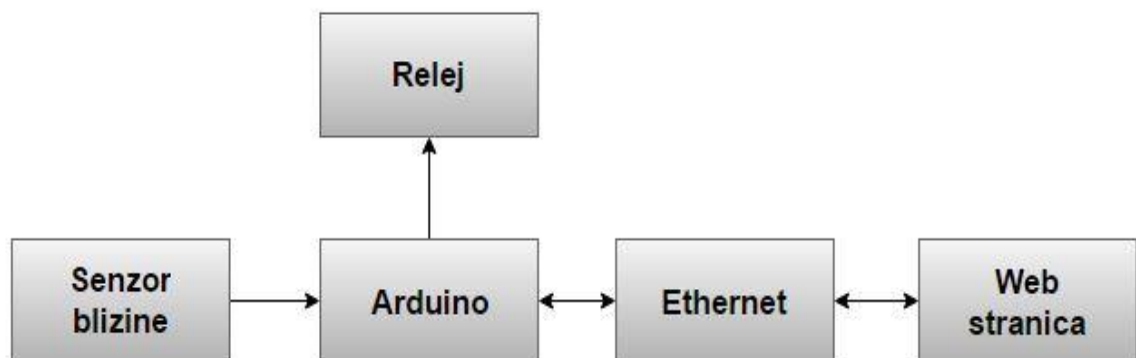 Relej
Senzor
blizine
Arduino
Ethernet
Web
stranica